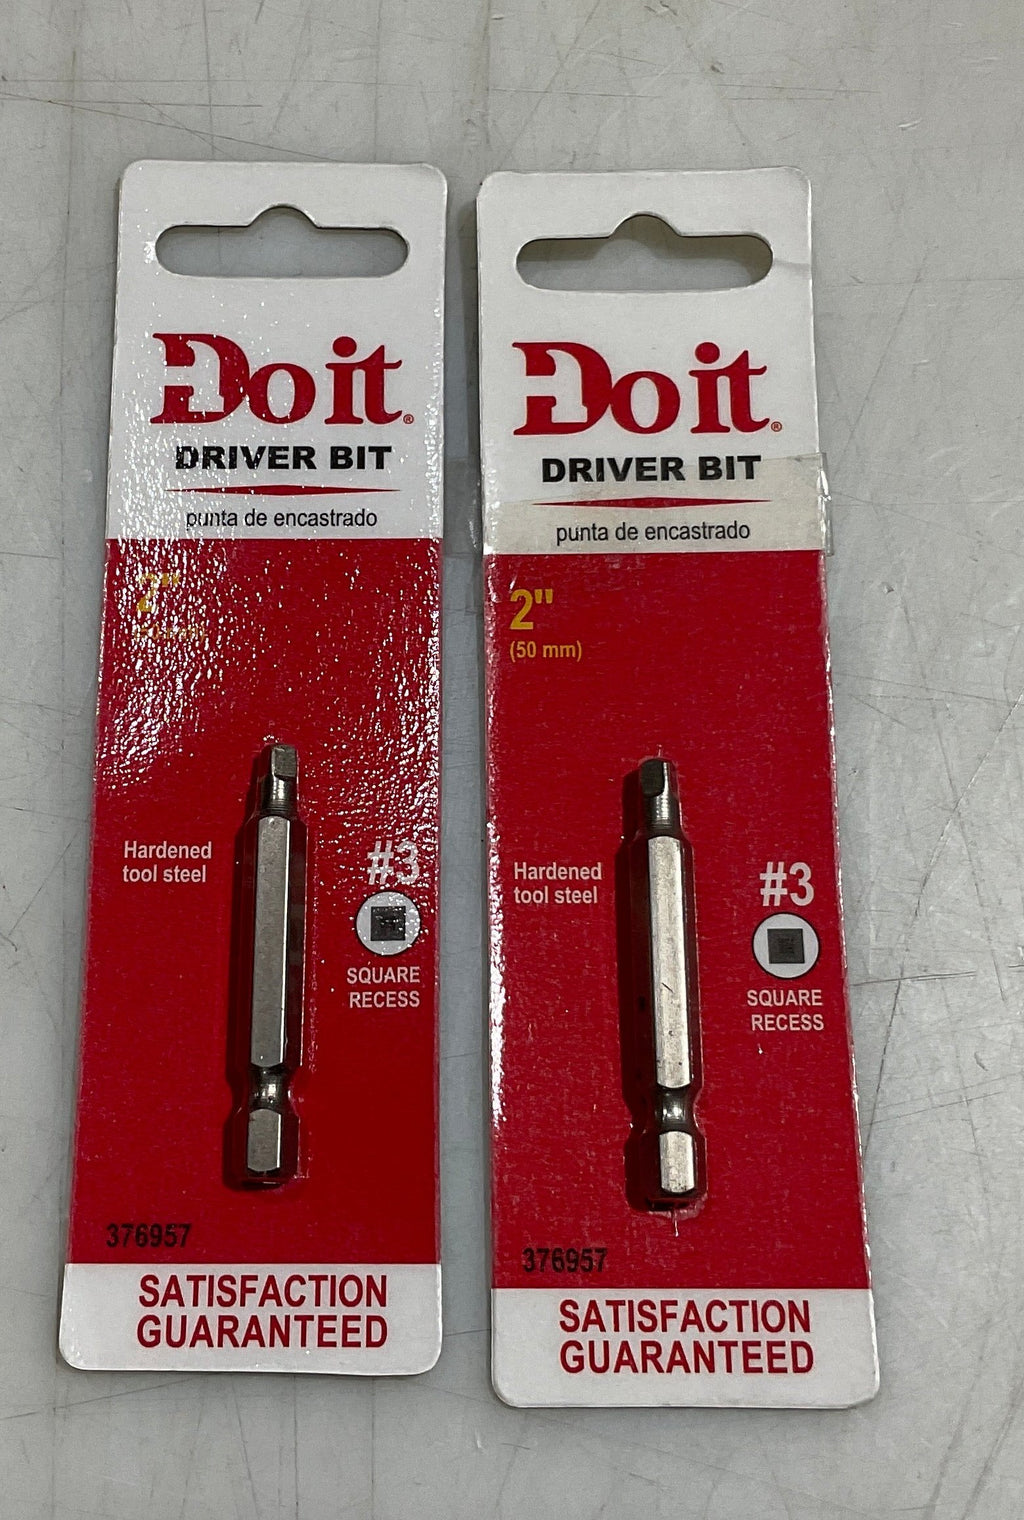 Do it®
DRIVER BIT
punta de encastrado
2"
Hardened
tool steel
#3
SQUARE
RECESS
376957
SATISFACTION
GUARANTEED
Do it®
DRIVER BIT
punta de encastrado
2"
(50 mm)
Hardened
tool steel
#3
SQUARE
RECESS
376957
SATISFACTION
GUARANTEED